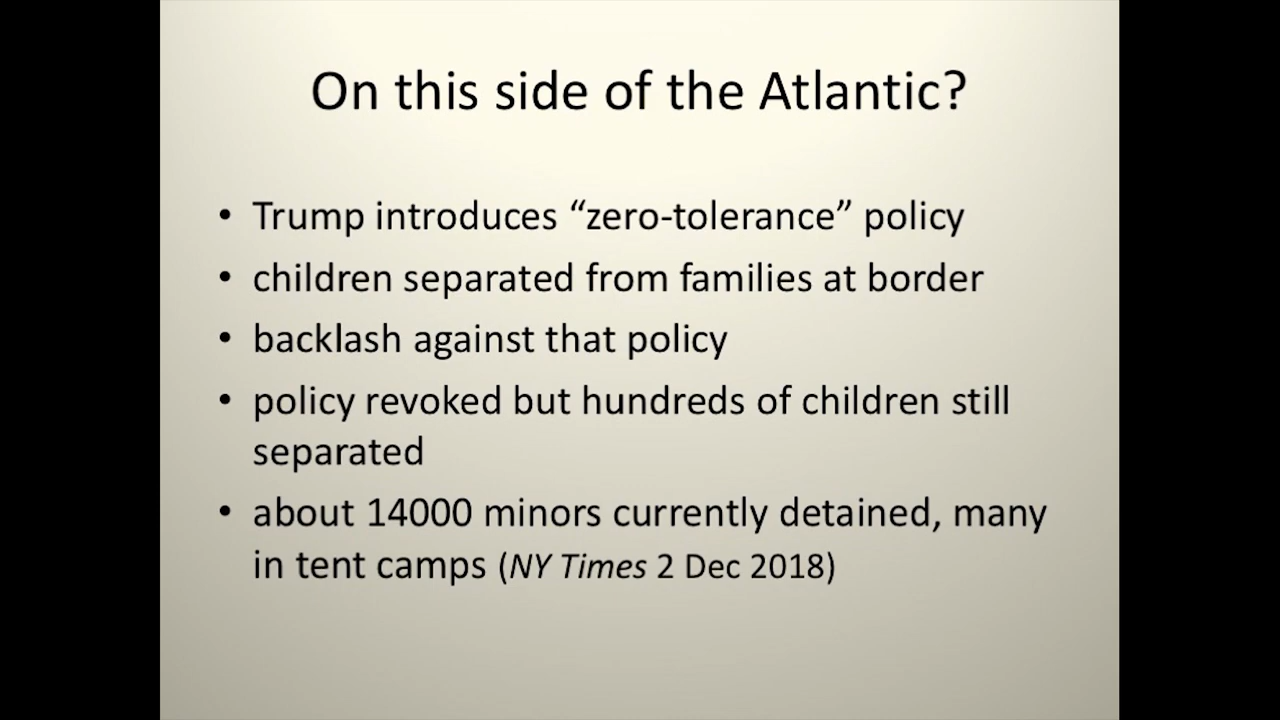 On this side of the Atlantic?
• Trump introduces “zero-tolerance” policy
• children separated from families at border
• backlash against that policy
• policy revoked but hundreds of children still
separated
• about 14000 minors currently detained, many
in tent camps (NY Times 2 Dec 2018)